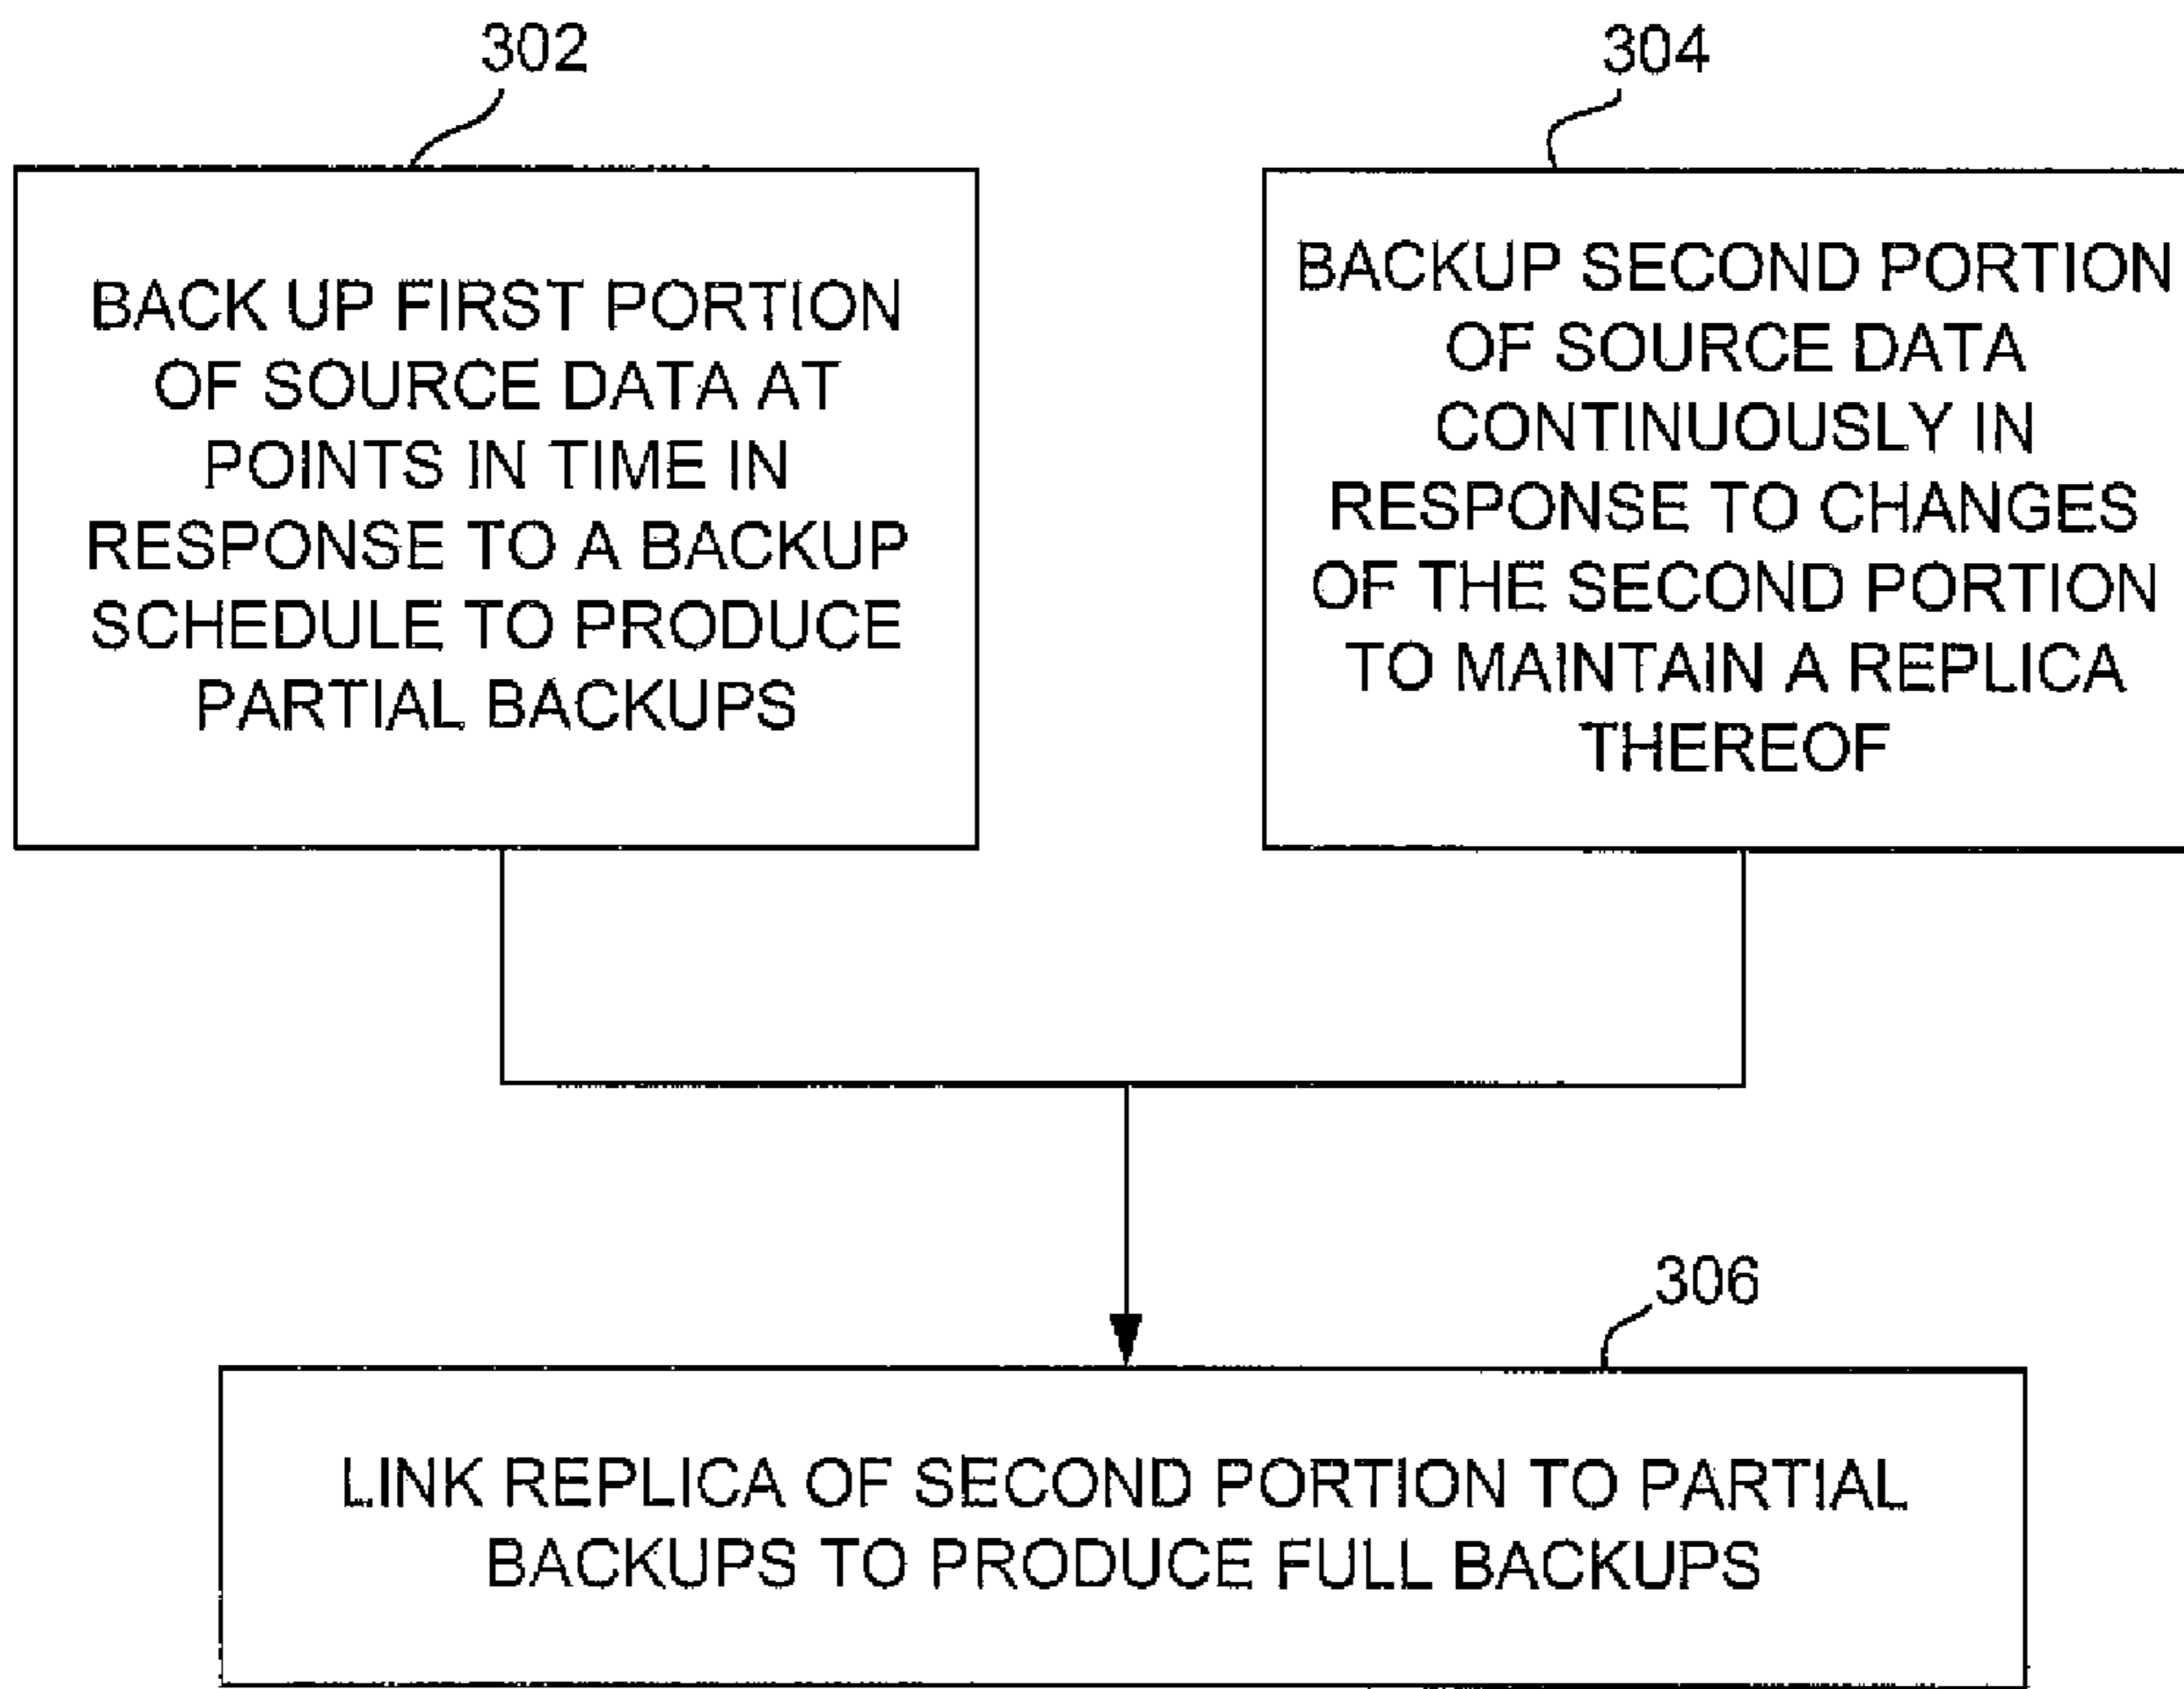 302
BACK UP FIRST PORTION
OF SOURCE DATA AT
POINTS IN TIME IN
RESPONSE TO A BACKUP
SCHEDULE TO PRODUCE
PARTIAL BACKUPS
304
BACKUP SECOND PORTION
OF SOURCE DATA
CONTINUOUSLY IN
RESPONSE TO CHANGES
OF THE SECOND PORTION
TO MAINTAIN A REPLICA
THEREOF
306
LINK REPLICA OF SECOND PORTION TO PARTIAL
BACKUPS TO PRODUCE FULL BACKUPS